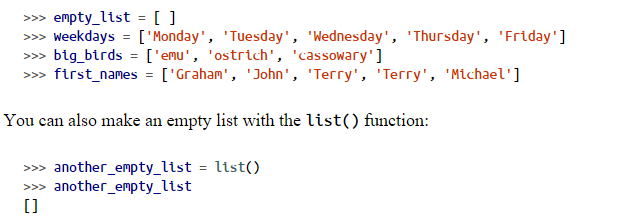 >>> empty_list = [ ]
>>> weekdays = ['Monday', 'Tuesday', 'Wednesday', 'Thursday', 'Friday']
>>> big_birds = ['emu', 'ostrich', 'cassowary']
>>> first_names = ['Graham', 'John', 'Terry', 'Terry', 'Michael']
You can also make an empty list with the list() function:
>>> another_empty_list = list()
>>> another_empty_list
[]